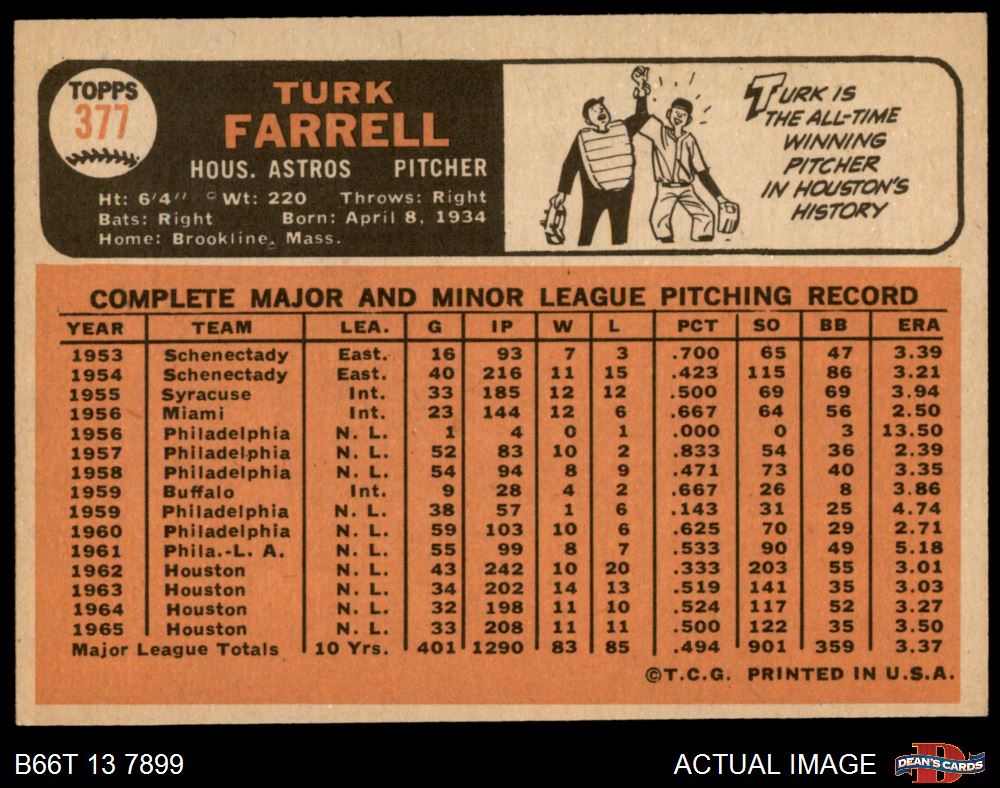 TOPPS
377
TURK
FARRELL
HOUS. ASTROS PITCHER
Ht: 6'4" Wt: 220 Throws: Right
Bats: Right Born: April 8, 1934
Home: Brookline, Mass.
TURK IS
THE ALL-TIME
WINNING
PITCHER
IN HOUSTON'S
HISTORY
COMPLETE MAJOR AND MINOR LEAGUE PITCHING RECORD
YEAR TEAM LEA. G IP W L PCT SO BB ERA
1953 Schenectady East. 16 93 7 3 .700 65 47 3.39
1954 Schenectady East. 40 216 11 15 .423 115 86 3.21
1955 Syracuse Int. 33 185 12 12 .500 69 69 3.94
1956 Miami Int. 23 144 12 6 .667 64 56 2.50
1956 Philadelphia N. L. 1 4 0 1 .000 0 3 13.50
1957 Philadelphia N. L. 52 83 10 2 .833 54 36 2.39
1958 Philadelphia N. L. 54 94 8 9 .471 73 40 3.35
1959 Buffalo Int. 9 28 4 2 .667 26 8 3.86
1959 Philadelphia N. L. 38 57 1 6 .143 31 25 4.74
1960 Philadelphia N. L. 59 103 10 6 .625 70 29 2.71
1961 Phila.-L. A. N. L. 55 99 8 7 .533 90 49 5.18
1962 Houston N. L. 43 242 10 20 .333 203 55 3.01
1963 Houston N. L. 34 202 14 13 .519 141 35 3.03
1964 Houston N. L. 32 198 11 10 .524 117 52 3.27
1965 Houston N. L. 33 208 11 11 .500 122 35 3.50
Major League Totals 10 Yrs. 401 1290 83 85 .494 901 359 3.37
©T.C.G. PRINTED IN U.S.A.
B66T 13 7899 ACTUAL IMAGE
DEAN'S CARDS